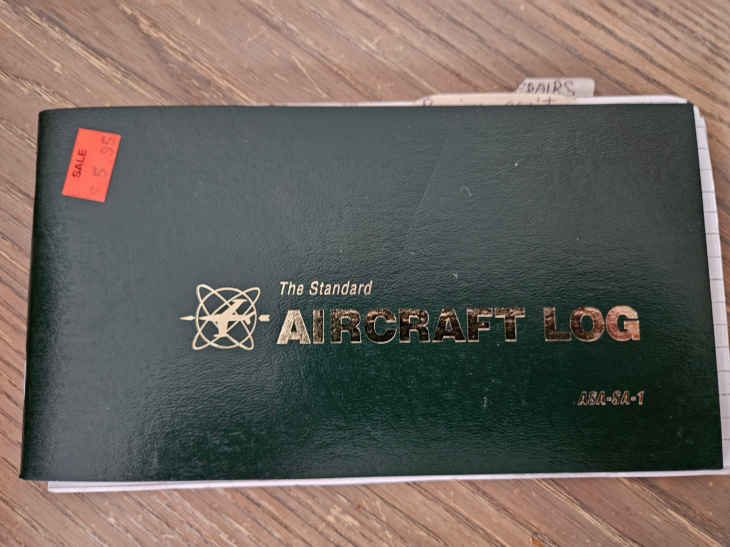 SALE
$ 5 95
The Standard
AIRCRAFT LOG
ASA-SA-1